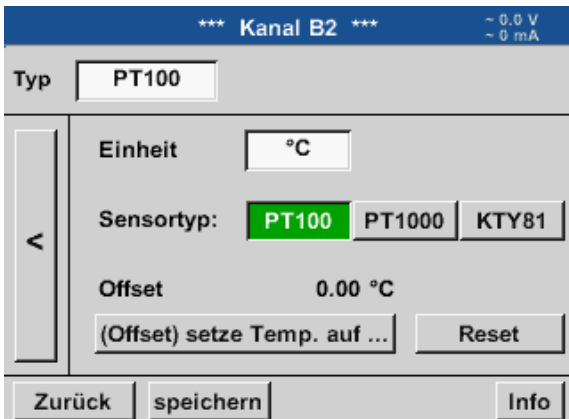 *** Kanal B2 *** ~ 0.0 V
~ 0 mA
Typ PT100
Einheit °C
< Sensortyp: PT100 PT1000 KTY81
Offset 0.00 °C
(Offset) setze Temp. auf ... Reset
Zurück speichern Info